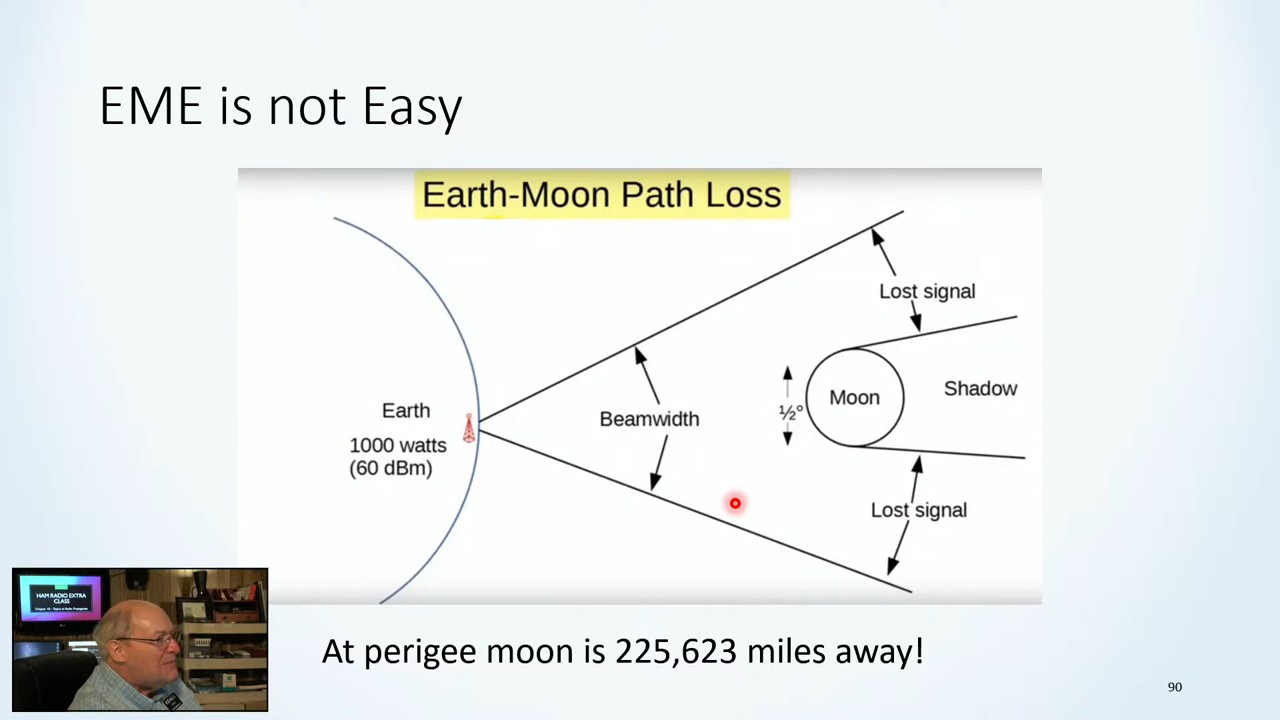 EME is not Easy
Earth-Moon Path Loss
Lost signal
Moon
Shadow
½°
Beamwidth
Earth
1000 watts
(60 dBm)
Lost signal
HAM RADIO EXTRA
CLASS
At perigee moon is 225,623 miles away!
90